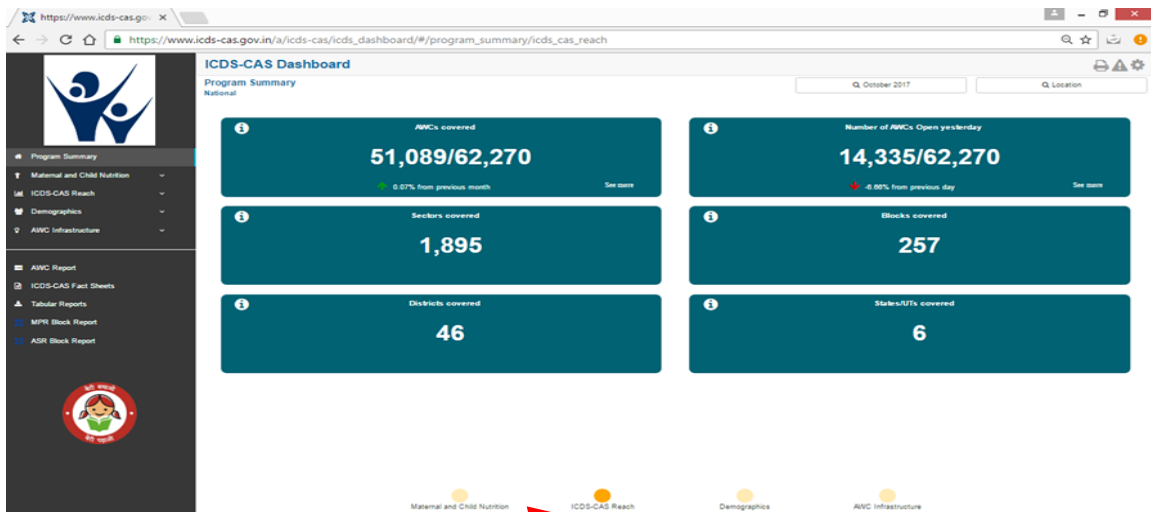 https://www.icds-cas.gov
https://www.icds-cas.gov.in/a/icds-cas/icds_dashboard/#/program_summary/icds_cas_reach
ICDS-CAS Dashboard
Program Summary
National
October 2017
Location
Program Summary
Maternal and Child Nutrition
ICDS-CAS Reach
Demographics
AWC Infrastructure
AWC Report
ICDS-CAS Fact Sheets
Tabular Reports
MPR Block Report
ASR Block Report
बेटी बचाओ
बेटी पढ़ाओ
AWCs covered
51,089/62,270
0.07% from previous month
See more
Number of AWCs Open yesterday
14,335/62,270
-6.66% from previous day
See more
Sectors covered
1,895
Blocks covered
257
Districts covered
46
States/UTs covered
6
Maternal and Child Nutrition
ICDS-CAS Reach
Demographics
AWC Infrastructure